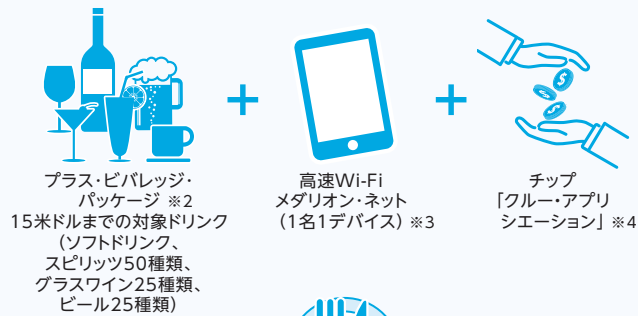 プラス・ビバレッジ・
パッケージ ※2
15米ドルまでの対象ドリンク
(ソフトドリンク、
スピリッツ50種類、
グラスワイン25種類、
ビール25種類)
+
高速Wi-Fi
メダリオン・ネット
(1名1デバイス) ※3
+
チップ
「クルー・アプリ
シエーション」 ※4